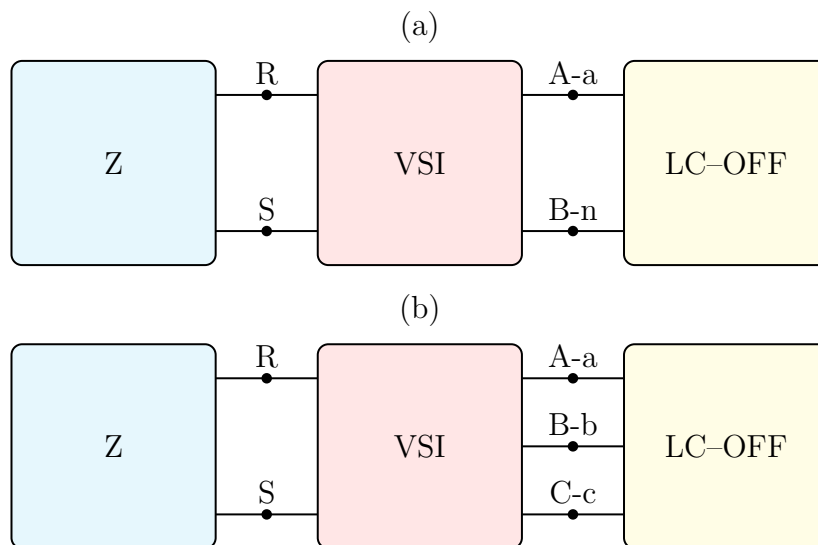 (a)
R
A-a
Z
VSI
LC–OFF
S
B-n
(b)
R
A-a
B-b
Z
VSI
LC–OFF
S
C-c